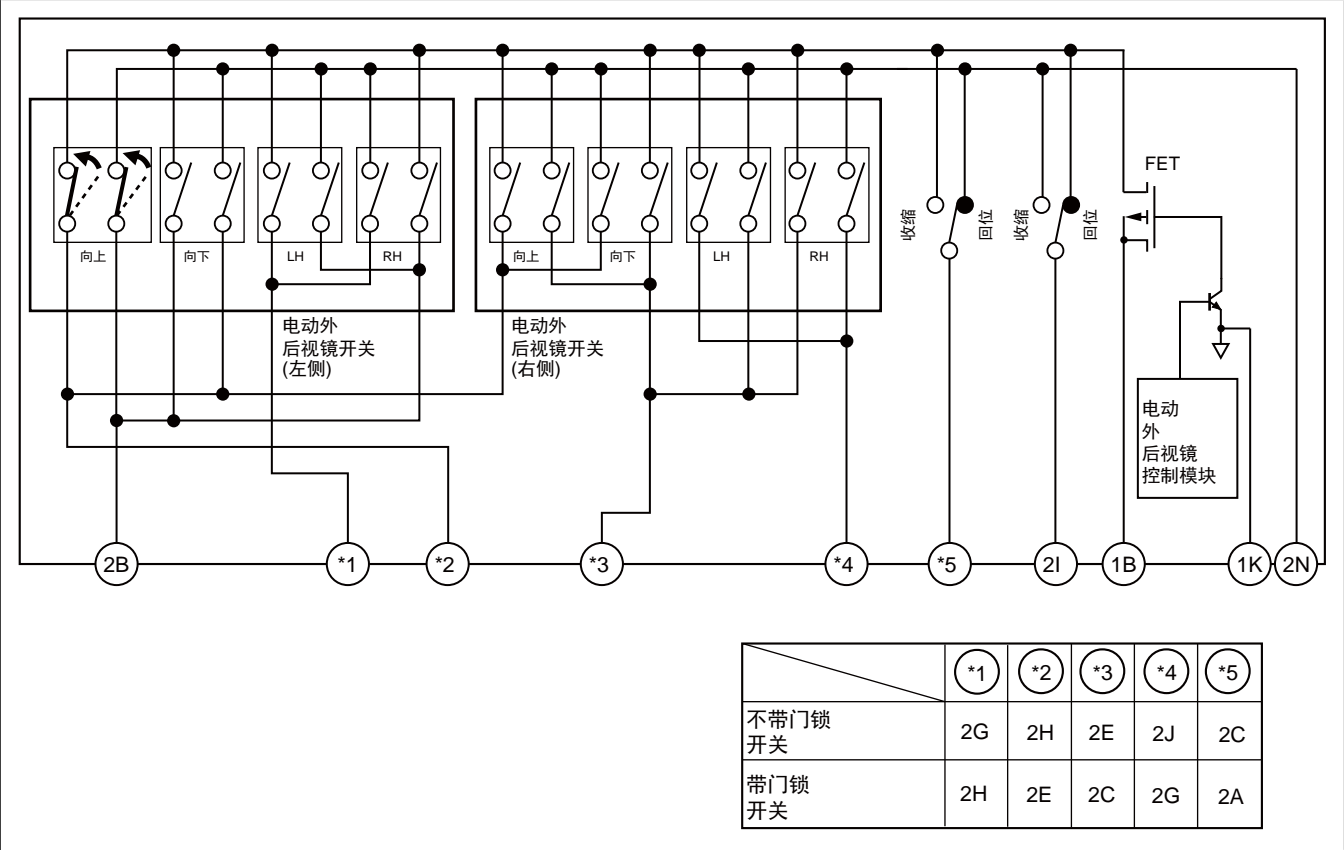 FET
收缩
回位
收缩
回位
向上
向下
LH
RH
向上
向下
LH
RH
电动外
后视镜开关
(左侧)
电动外
后视镜开关
(右侧)
电动
外
后视镜
控制模块
2B
*1
*2
*3
*4
*5
2I
1B
1K
2N
*1
*2
*3
*4
*5
不带门锁
开关
2G
2H
2E
2J
2C
带门锁
开关
2H
2E
2C
2G
2A